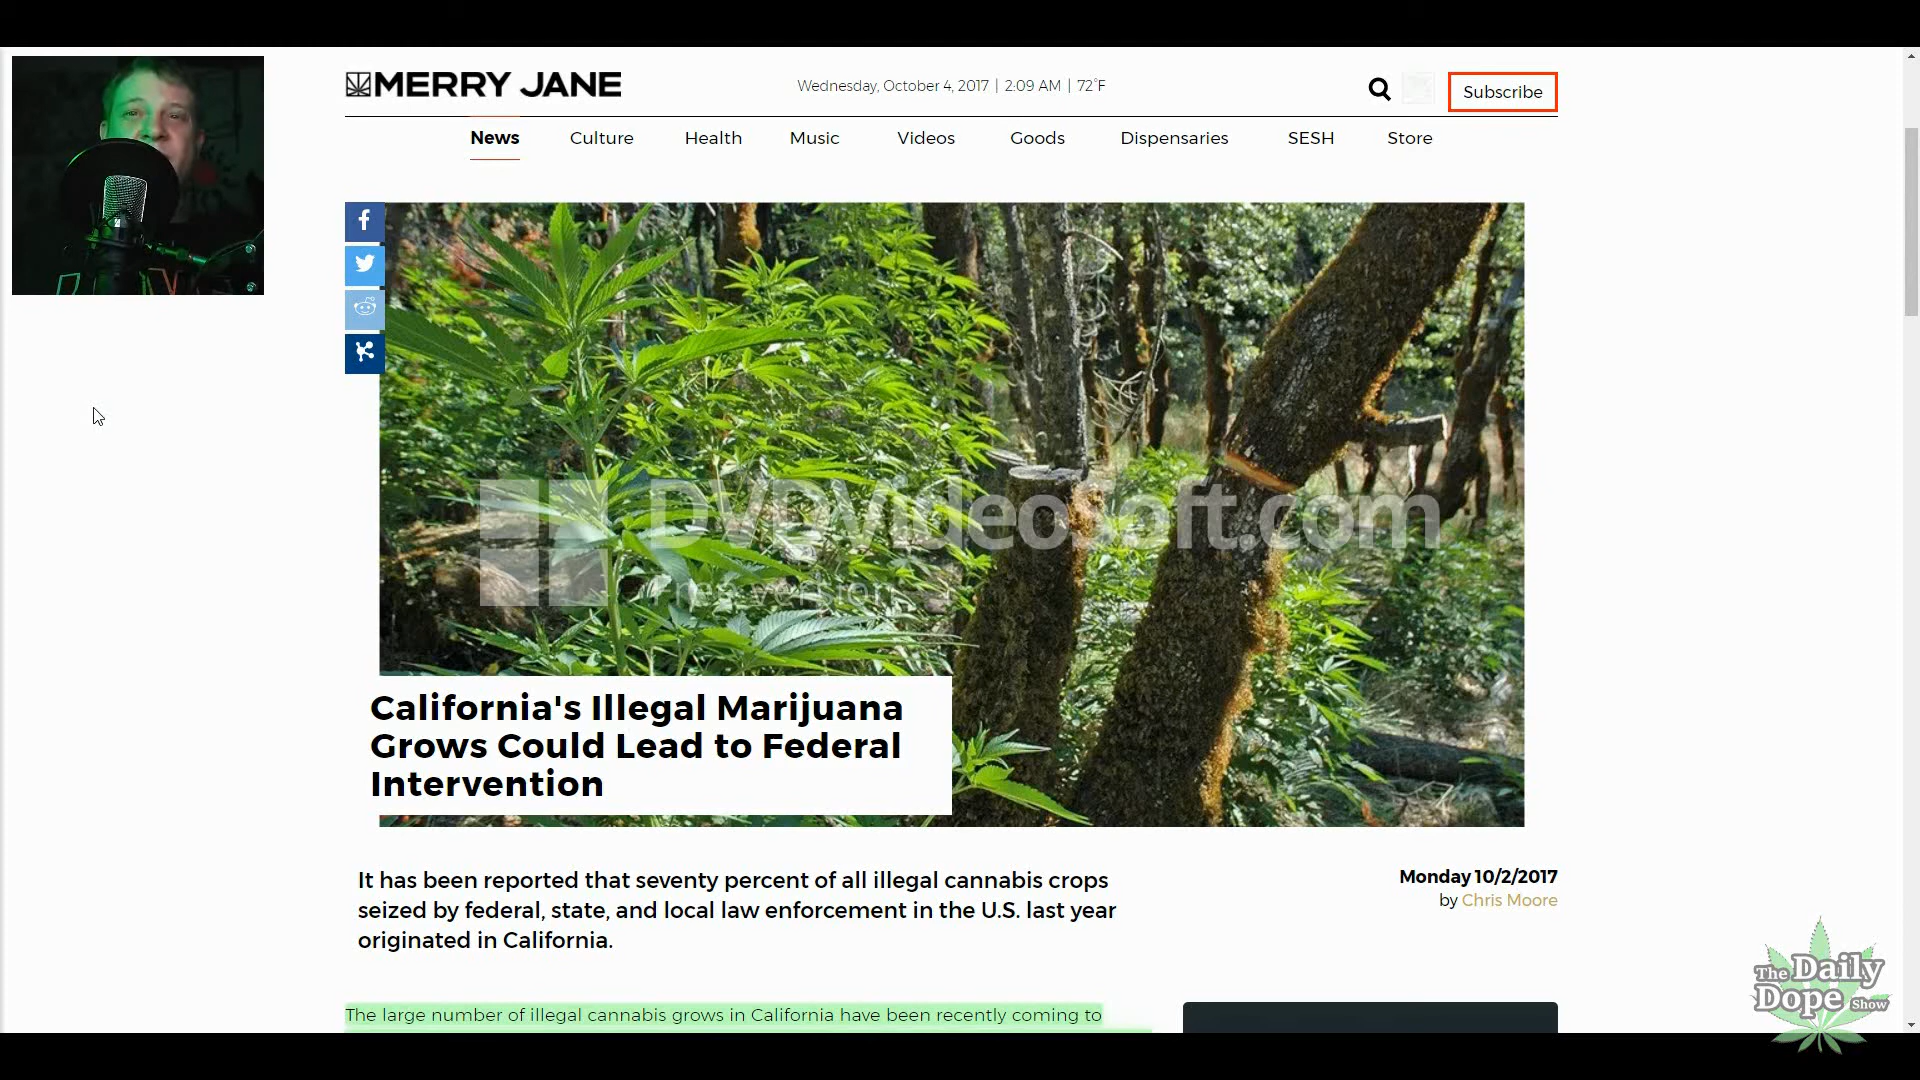 MERRY JANE
Wednesday, October 4, 2017 | 2:09 AM | 72°F
Subscribe
News Culture Health Music Videos Goods Dispensaries SESH Store
DVDVideoSoft.com
Free version
California's Illegal Marijuana
Grows Could Lead to Federal
Intervention
It has been reported that seventy percent of all illegal cannabis crops
seized by federal, state, and local law enforcement in the U.S. last year
originated in California.
Monday 10/2/2017
by Chris Moore
The large number of illegal cannabis grows in California have been recently coming to
The Daily
Dope Show